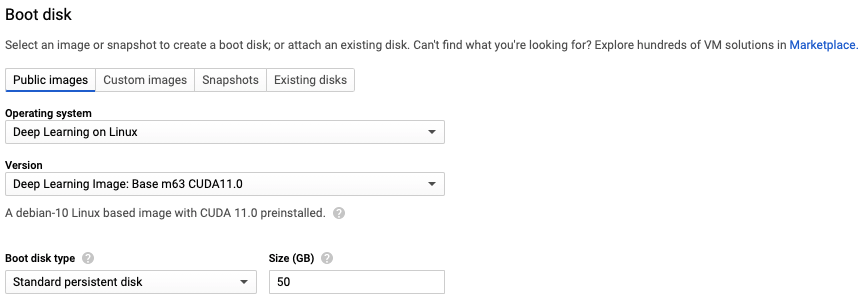 Boot disk
Select an image or snapshot to create a boot disk; or attach an existing disk. Can't find what you're looking for? Explore hundreds of VM solutions in Marketplace.
Public images Custom images Snapshots Existing disks
Operating system
Deep Learning on Linux
Version
Deep Learning Image: Base m63 CUDA11.0
A debian-10 Linux based image with CUDA 11.0 preinstalled. ?
Boot disk type ? Size (GB) ?
Standard persistent disk 50